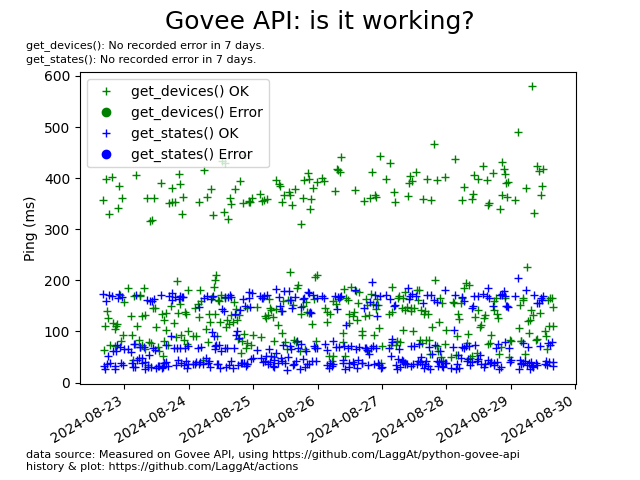 Govee API: is it working?
get_devices(): No recorded error in 7 days.
get_states(): No recorded error in 7 days.
get_devices() OK
get_devices() Error
get_states() OK
get_states() Error
Ping (ms)
600
500
400
300
200
100
0
2024-08-23
2024-08-24
2024-08-25
2024-08-26
2024-08-27
2024-08-28
2024-08-29
2024-08-30
data source: Measured on Govee API, using https://github.com/LaggAt/python-govee-api
history & plot: https://github.com/LaggAt/actions